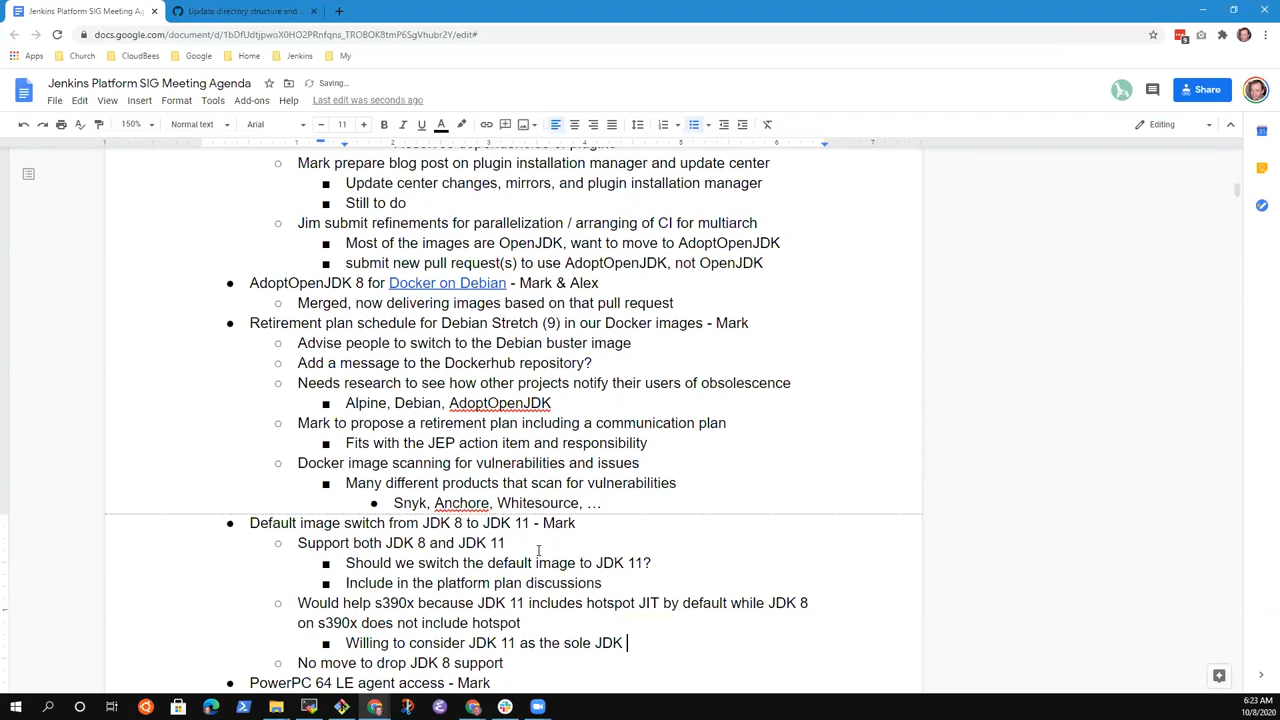 Jenkins Platform SIG Meeting Ag
Update directory structure and
docs.google.com/document/d/1bDfUdtjpwoX0HO2PRnfqns_TROBOK8tmP6SgVhubr2Y/edit#
Apps Church CloudBees Google Home Jenkins My
Jenkins Platform SIG Meeting Agenda Saving...
File Edit View Insert Format Tools Add-ons Help Last edit was seconds ago
Share
150% Normal text Arial 11 Editing
1 1 2 3 4 5 6 7
Mark prepare blog post on plugin installation manager and update center
Update center changes, mirrors, and plugin installation manager
Still to do
Jim submit refinements for parallelization / arranging of CI for multiarch
Most of the images are OpenJDK, want to move to AdoptOpenJDK
submit new pull request(s) to use AdoptOpenJDK, not OpenJDK
AdoptOpenJDK 8 for Docker on Debian - Mark & Alex
Merged, now delivering images based on that pull request
Retirement plan schedule for Debian Stretch (9) in our Docker images - Mark
Advise people to switch to the Debian buster image
Add a message to the Dockerhub repository?
Needs research to see how other projects notify their users of obsolescence
Alpine, Debian, AdoptOpenJDK
Mark to propose a retirement plan including a communication plan
Fits with the JEP action item and responsibility
Docker image scanning for vulnerabilities and issues
Many different products that scan for vulnerabilities
Snyk, Anchore, Whitesource, …
Default image switch from JDK 8 to JDK 11 - Mark
Support both JDK 8 and JDK 11
Should we switch the default image to JDK 11?
Include in the platform plan discussions
Would help s390x because JDK 11 includes hotspot JIT by default while JDK 8
on s390x does not include hotspot
Willing to consider JDK 11 as the sole JDK
No move to drop JDK 8 support
PowerPC 64 LE agent access - Mark
6:23 AM
10/8/2020